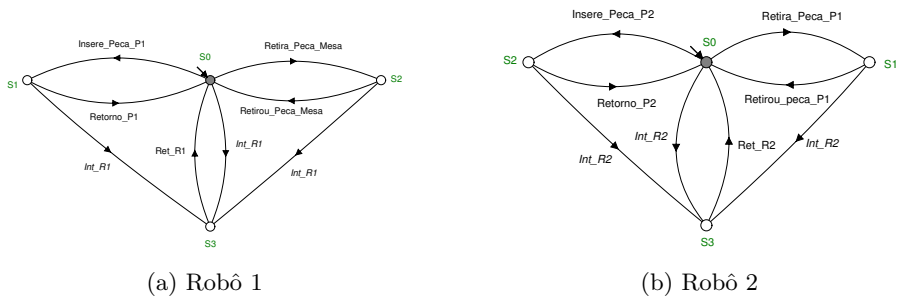 Insere_Peca_P1
S0
Retira_Peca_Mesa
S1
S2
Retorno_P1
Retirou_Peca_Mesa
Ret_R1
Int_R1
Int_R1
Int_R1
S3
(a) Robô 1
Insere_Peca_P2
Retira_Peca_P1
S0
S2
S1
Retorno_P2
Retirou_peca_P1
Int_R2
Int_R2
Ret_R2
Int_R2
S3
(b) Robô 2